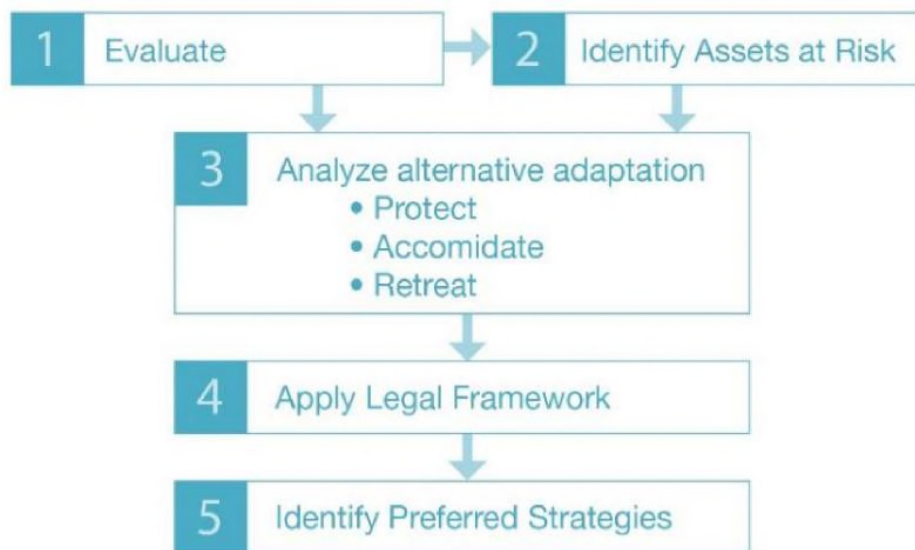 1 Evaluate
2 Identify Assets at Risk
3 Analyze alternative adaptation
• Protect
• Accomidate
• Retreat
4 Apply Legal Framework
5 Identify Preferred Strategies